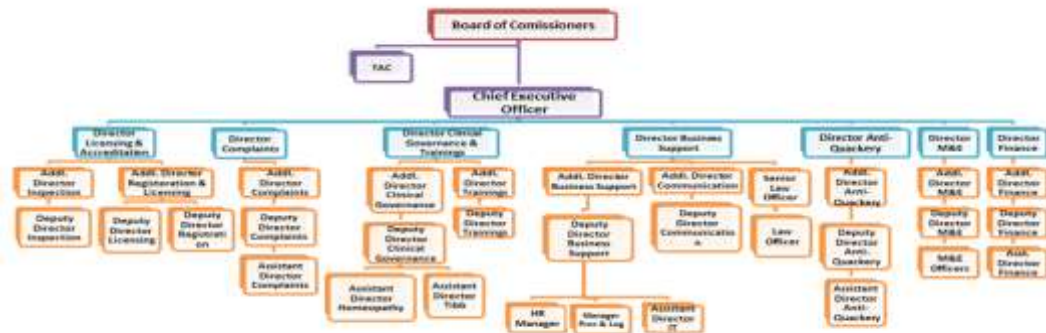 Board of Comissioners
TAC
Chief Executive
Officer
Director
Licensing &
Accreditation
Director
Complaints
Director Clinical
Governance &
Trainings
Director Business
Support
Director Anti-
Quackery
Director
M&E
Director
Finance
Addl.
Director
Inspection
Addl. Director
Registeration &
Licensing
Addl. Director
Complaints
Addl.
Director
Clinical
Governance
Addl.
Director
Trainings
Addl. Director
Business Support
Addl. Director
Communication
Senior
Law
Officer
Addl.
Director
Anti-
Quackery
Addl.
Director
M&E
Addl.
Director
Finance
Deputy
Director
Inspection
Deputy
Director
Licensing
Deputy
Director
Registrati
on
Deputy
Director
Complaints
Deputy
Director
Clinical
Governance
Deputy
Director
Trainings
Deputy
Director
Business
Support
Deputy
Director
Communicatio
n
Law
Officer
Deputy
Director
Anti-
Quackery
Deputy
Director
M&E
Deputy
Director
Finance
Assistant
Director
Complaints
Assistant
Director
Homeopathy
Assistant
Director
Tibb
HR
Manager
Manager
Proc & Log
Assistant
Director
IT
Assistant
Director
Anti-
Quackery
M&E
Officers
Director
Finance